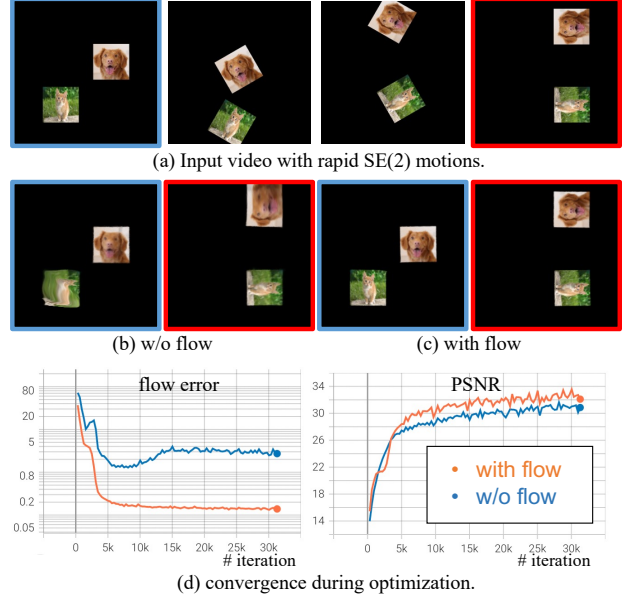 (a) Input video with rapid SE(2) motions.
(b) w/o flow
(c) with flow
flow error
80
20
5
0.8
0.2
0.05
0 5k 10k 15k 20k 25k 30k
# iteration
PSNR
34
30
26
22
18
14
with flow
w/o flow
0 5k 10k 15k 20k 25k 30k
# iteration
(d) convergence during optimization.